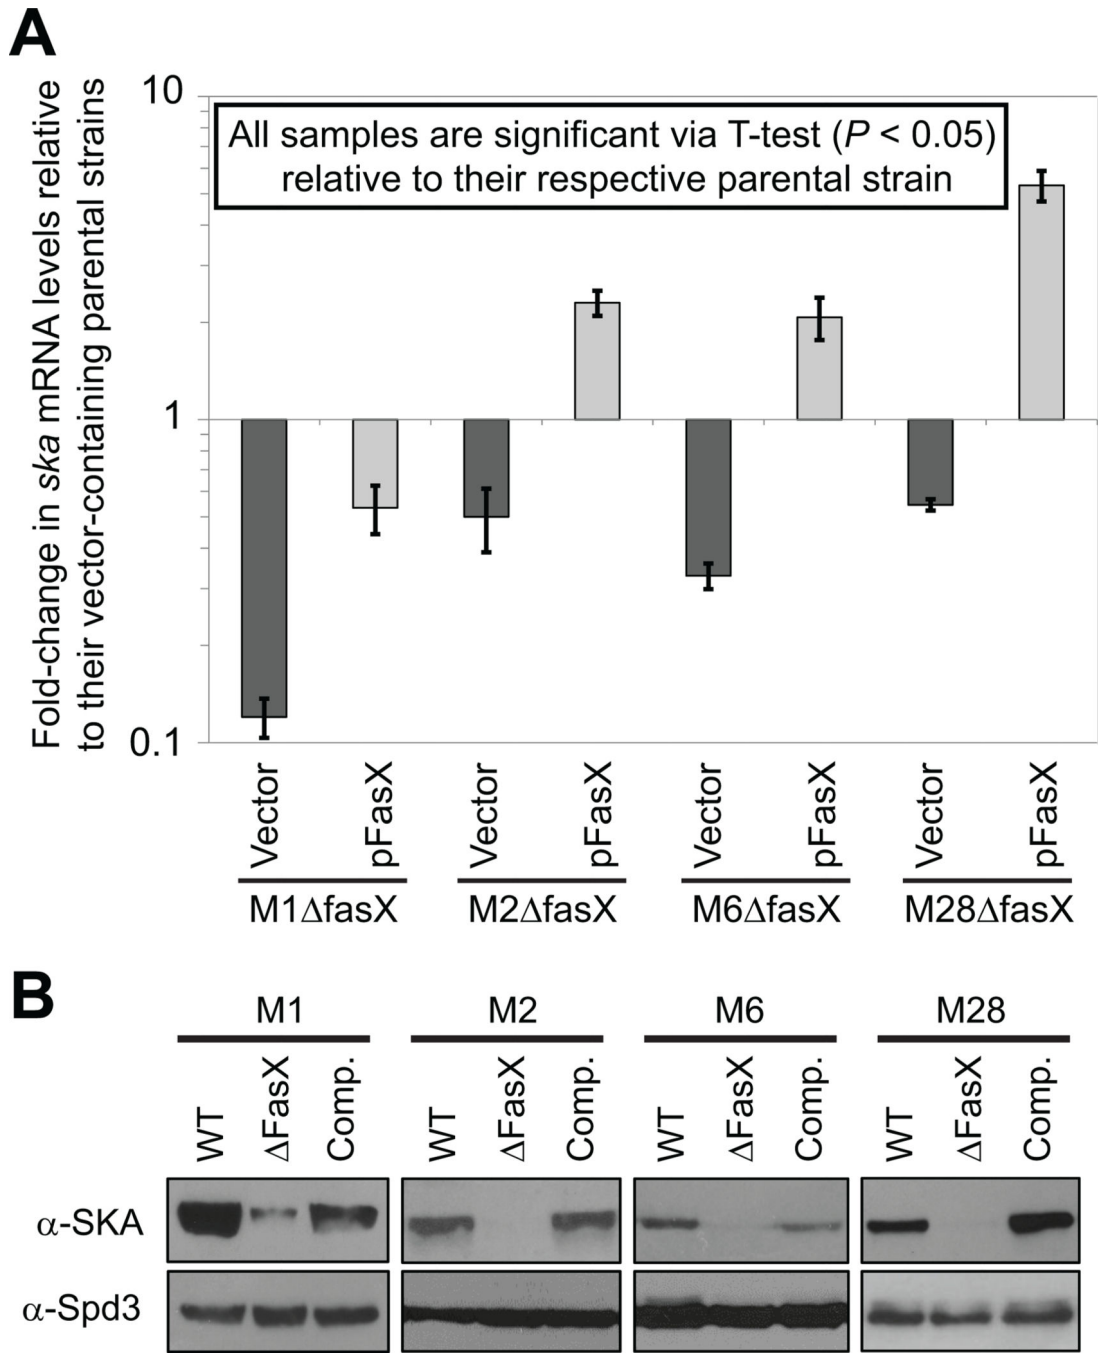 A
Fold-change in ska mRNA levels relative
to their vector-containing parental strains
10
1
0.1
All samples are significant via T-test (P < 0.05)
relative to their respective parental strain
Vector pFasX Vector pFasX Vector pFasX Vector pFasX
M1ΔfasX M2ΔfasX M6ΔfasX M28ΔfasX
B
M1 M2 M6 M28
WT ΔFasX Comp. WT ΔFasX Comp. WT ΔFasX Comp. WT ΔFasX Comp.
α-SKA
α-Spd3